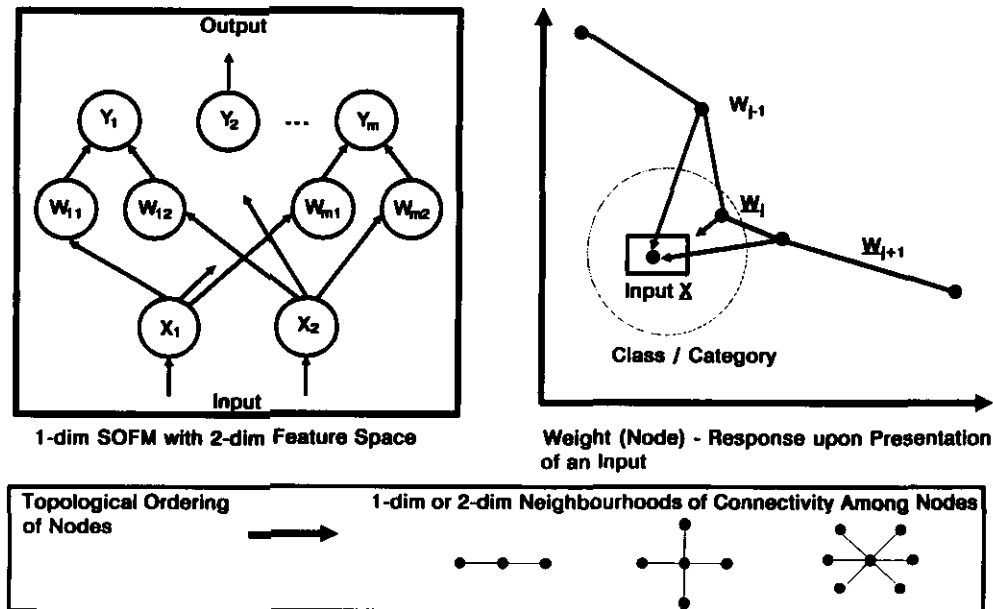 Output
Y1 Y2 ... Ym
W11 W12 Wm1 Wm2
X1 X2
Input
1-dim SOFM with 2-dim Feature Space
Wj-1
Wj
Wj+1
Input X
Class / Category
Weight (Node) - Response upon Presentation
of an Input
Topological Ordering
of Nodes
1-dim or 2-dim Neighbourhoods of Connectivity Among Nodes